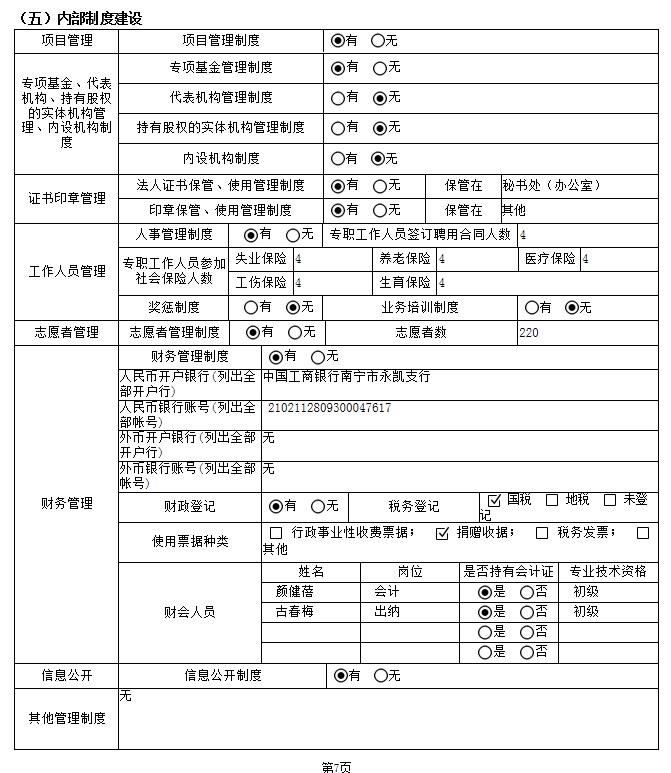 （五）内部制度建设
项目管理 项目管理制度 有 无
专项基金、代表机构、持有股权的实体机构管理、内设机构制度
专项基金管理制度 有 无
代表机构管理制度 有 无
持有股权的实体机构管理制度 有 无
内设机构制度 有 无
证书印章管理
法人证书保管、使用管理制度 有 无 保管在 秘书处（办公室）
印章保管、使用管理制度 有 无 保管在 其他
工作人员管理
人事管理制度 有 无 专职工作人员签订聘用合同人数 4
专职工作人员参加
社会保险人数
失业保险 4 养老保险 4 医疗保险 4
工伤保险 4 生育保险 4
奖惩制度 有 无 业务培训制度 有 无
志愿者管理 志愿者管理制度 有 无 志愿者数 220
财务管理
财务管理制度 有 无
人民币开户银行(列出全
部开户行)
中国工商银行南宁市永凯支行
人民币银行账号(列出全
部帐号)
2102112809300047617
外币开户银行(列出全部
开户行)
无
外币银行账号(列出全部
帐号)
无
财政登记 有 无 税务登记 国税 地税 未登
记
使用票据种类 行政事业性收费票据； 捐赠收据； 税务发票；
其他
财会人员
姓名 岗位 是否持有会计证 专业技术资格
颜健蓓 会计 是 否 初级
古春梅 出纳 是 否 初级
是 否
是 否
信息公开 信息公开制度 有 无
其他管理制度 无
第7页